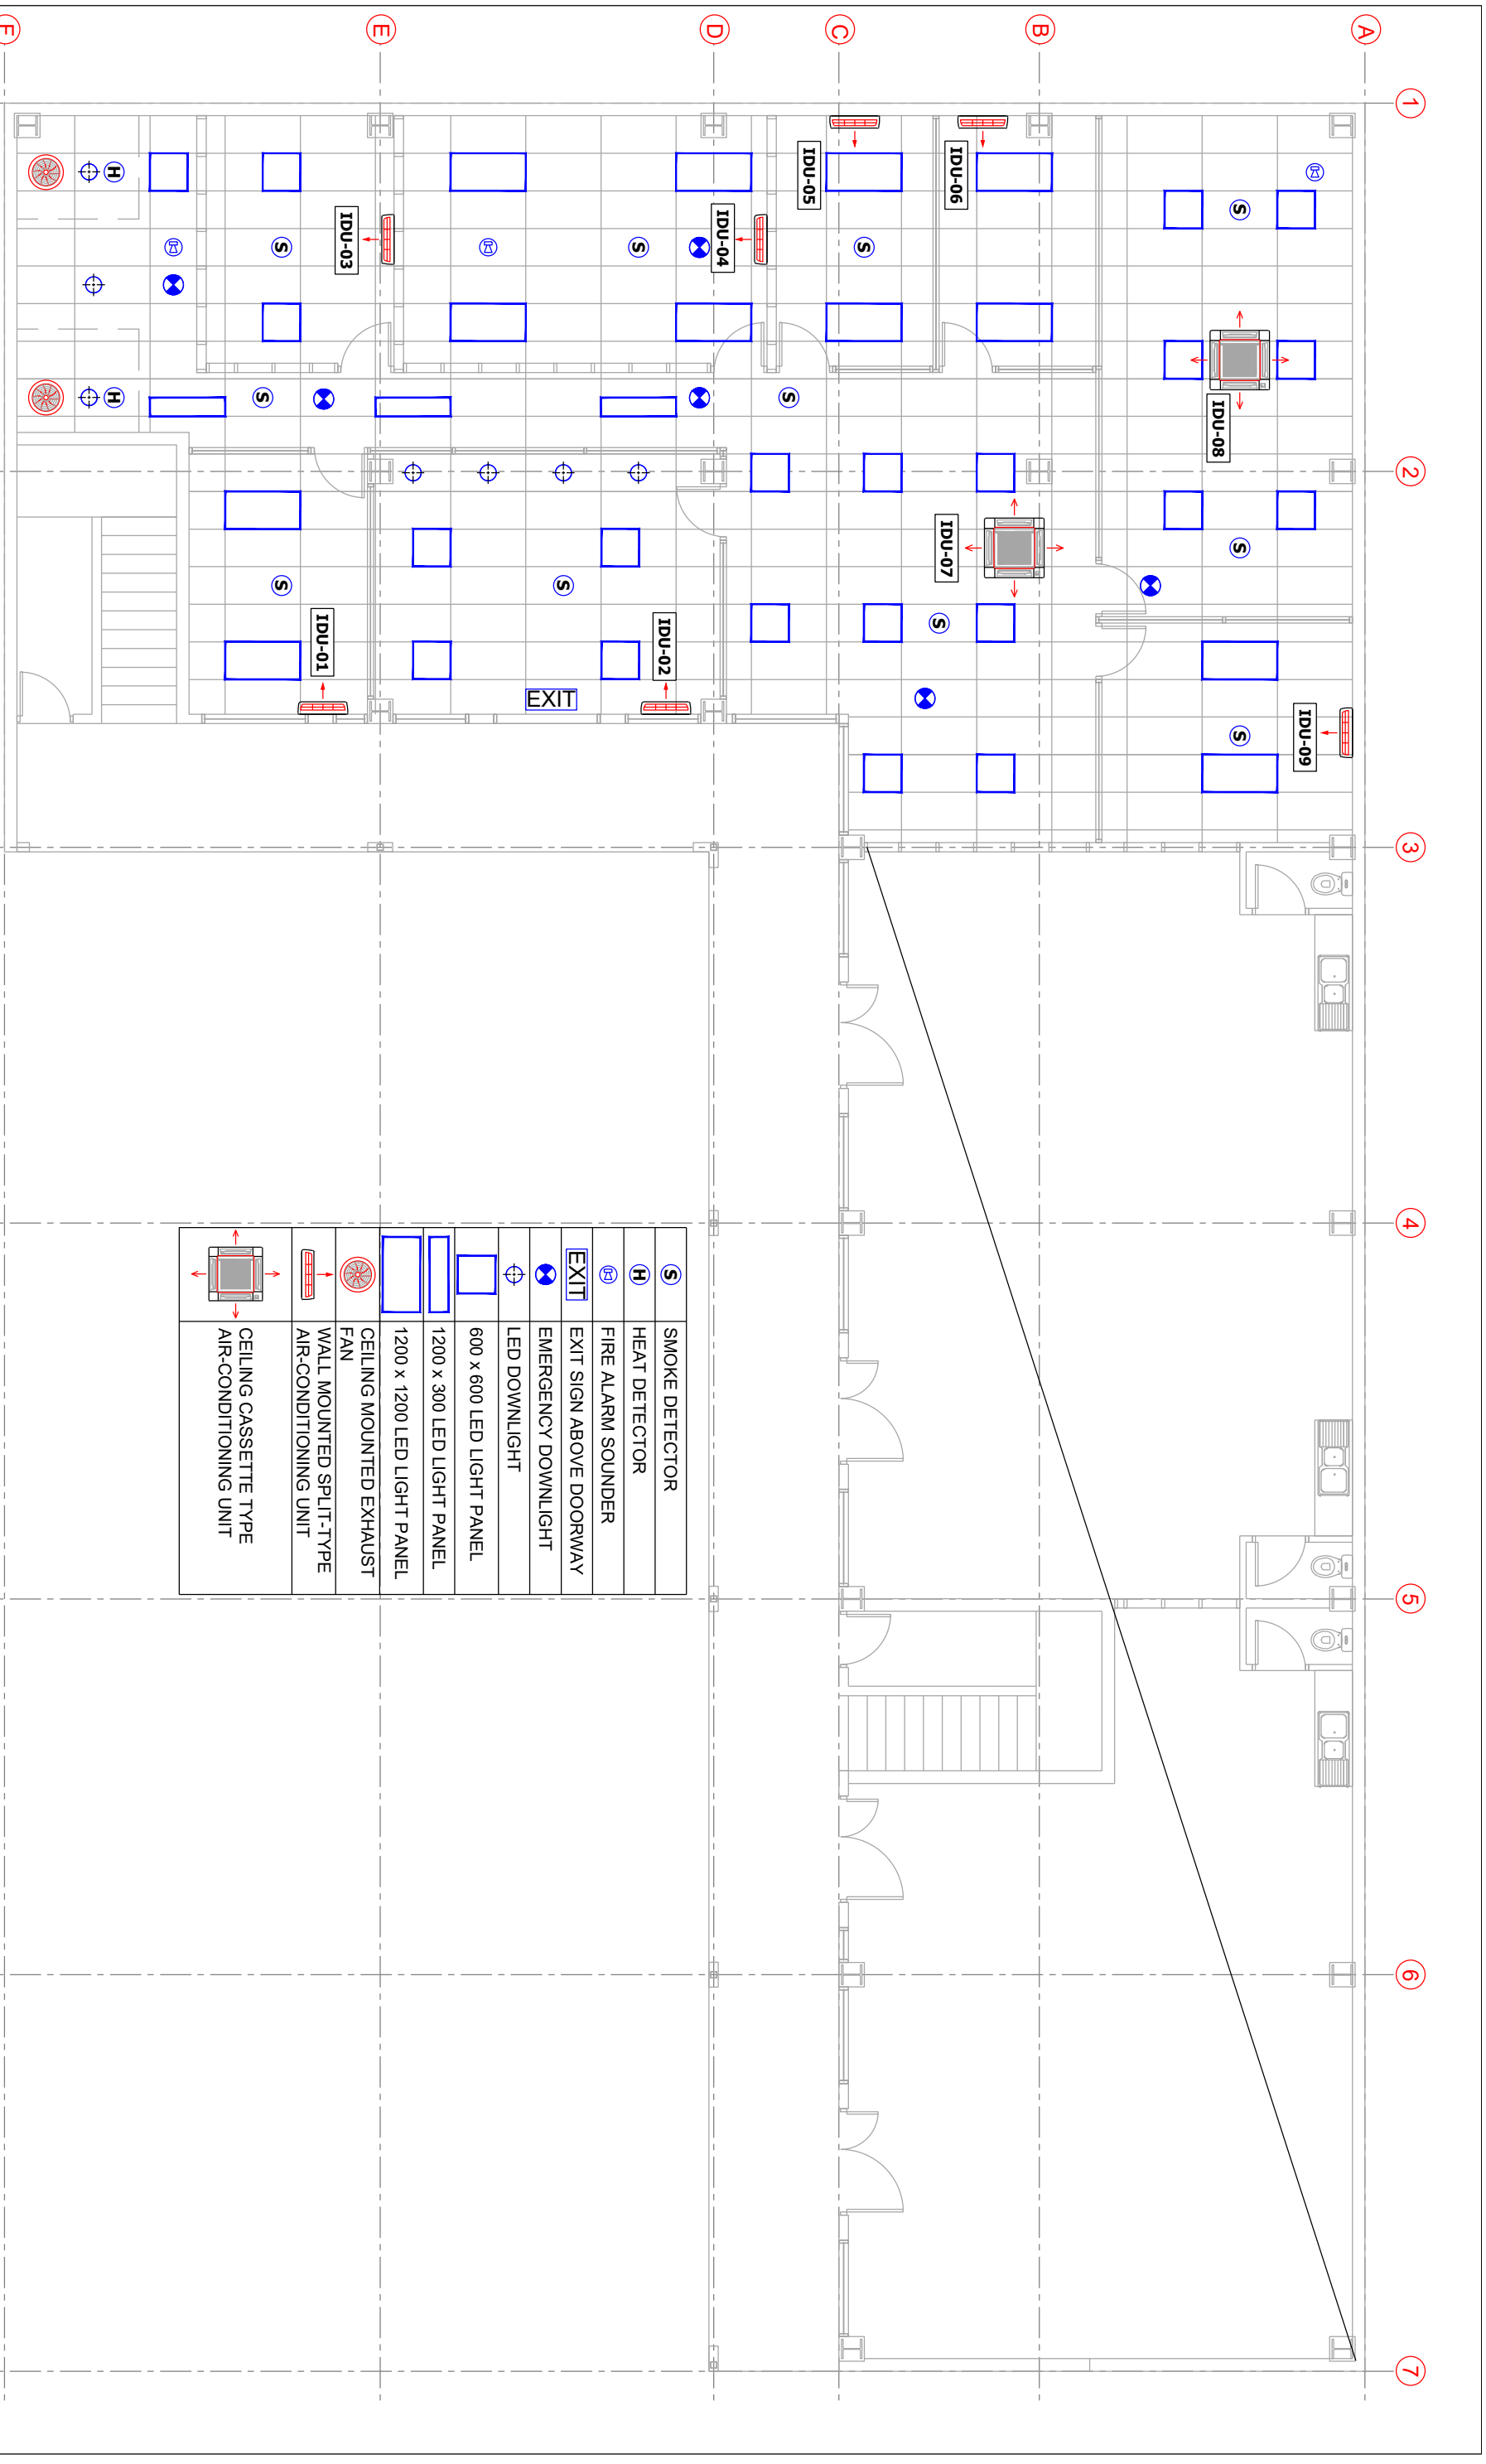 1
2
3
4
5
6
7
A
IDU-09
S
S
S
IDU-08
B
IDU-06
IDU-07
S
S
C
IDU-05
S
IDU-04
D
IDU-02
S
S
EXIT
E
IDU-03
IDU-01
S
S
S
H
H
F
S SMOKE DETECTOR
H HEAT DETECTOR
FIRE ALARM SOUNDER
EXIT EXIT SIGN ABOVE DOORWAY
EMERGENCY DOWNLIGHT
LED DOWNLIGHT
600 x 600 LED LIGHT PANEL
1200 x 300 LED LIGHT PANEL
1200 x 1200 LED LIGHT PANEL
CEILING MOUNTED EXHAUST
FAN
WALL MOUNTED SPLIT-TYPE
AIR-CONDITIONING UNIT
CEILING CASSETTE TYPE
AIR-CONDITIONING UNIT